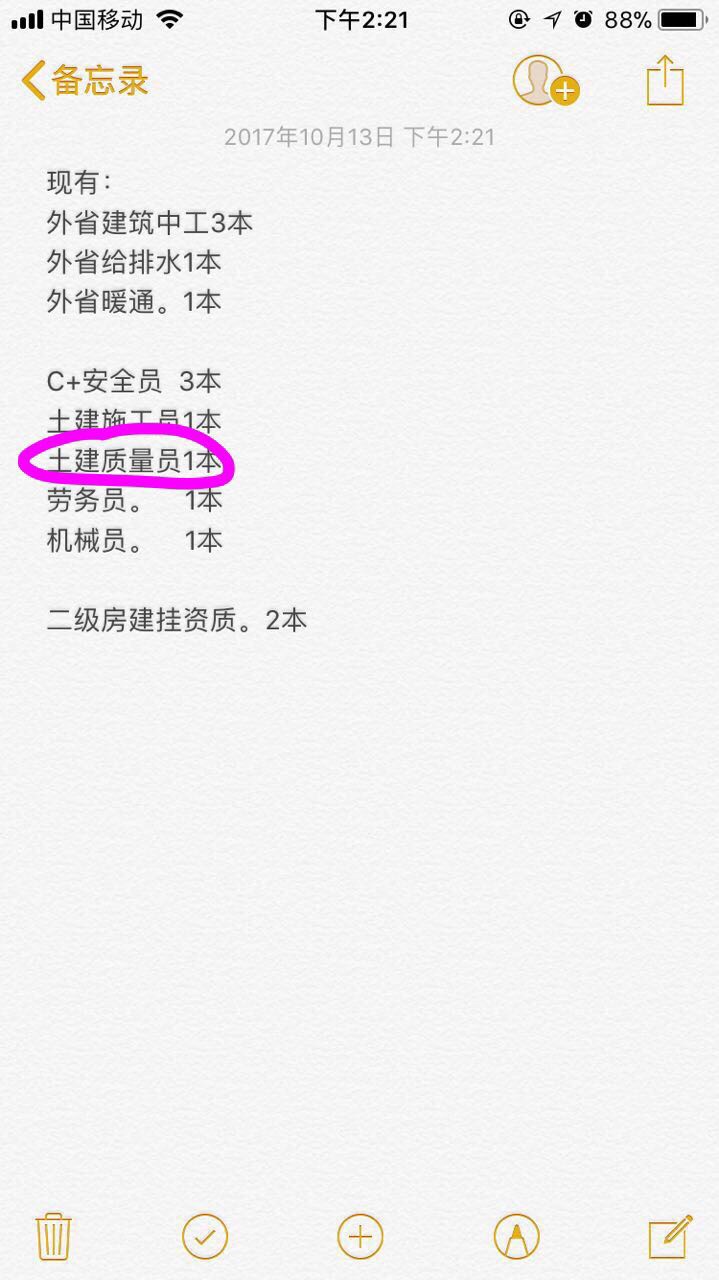 中国移动 下午2:21 88%
备忘录
2017年10月13日 下午2:21
现有：
外省建筑中工3本
外省给排水1本
外省暖通。1本
C+安全员 3本
土建施工员1本
土建质量员1本
劳务员。 1本
机械员。 1本
二级房建挂资质。2本